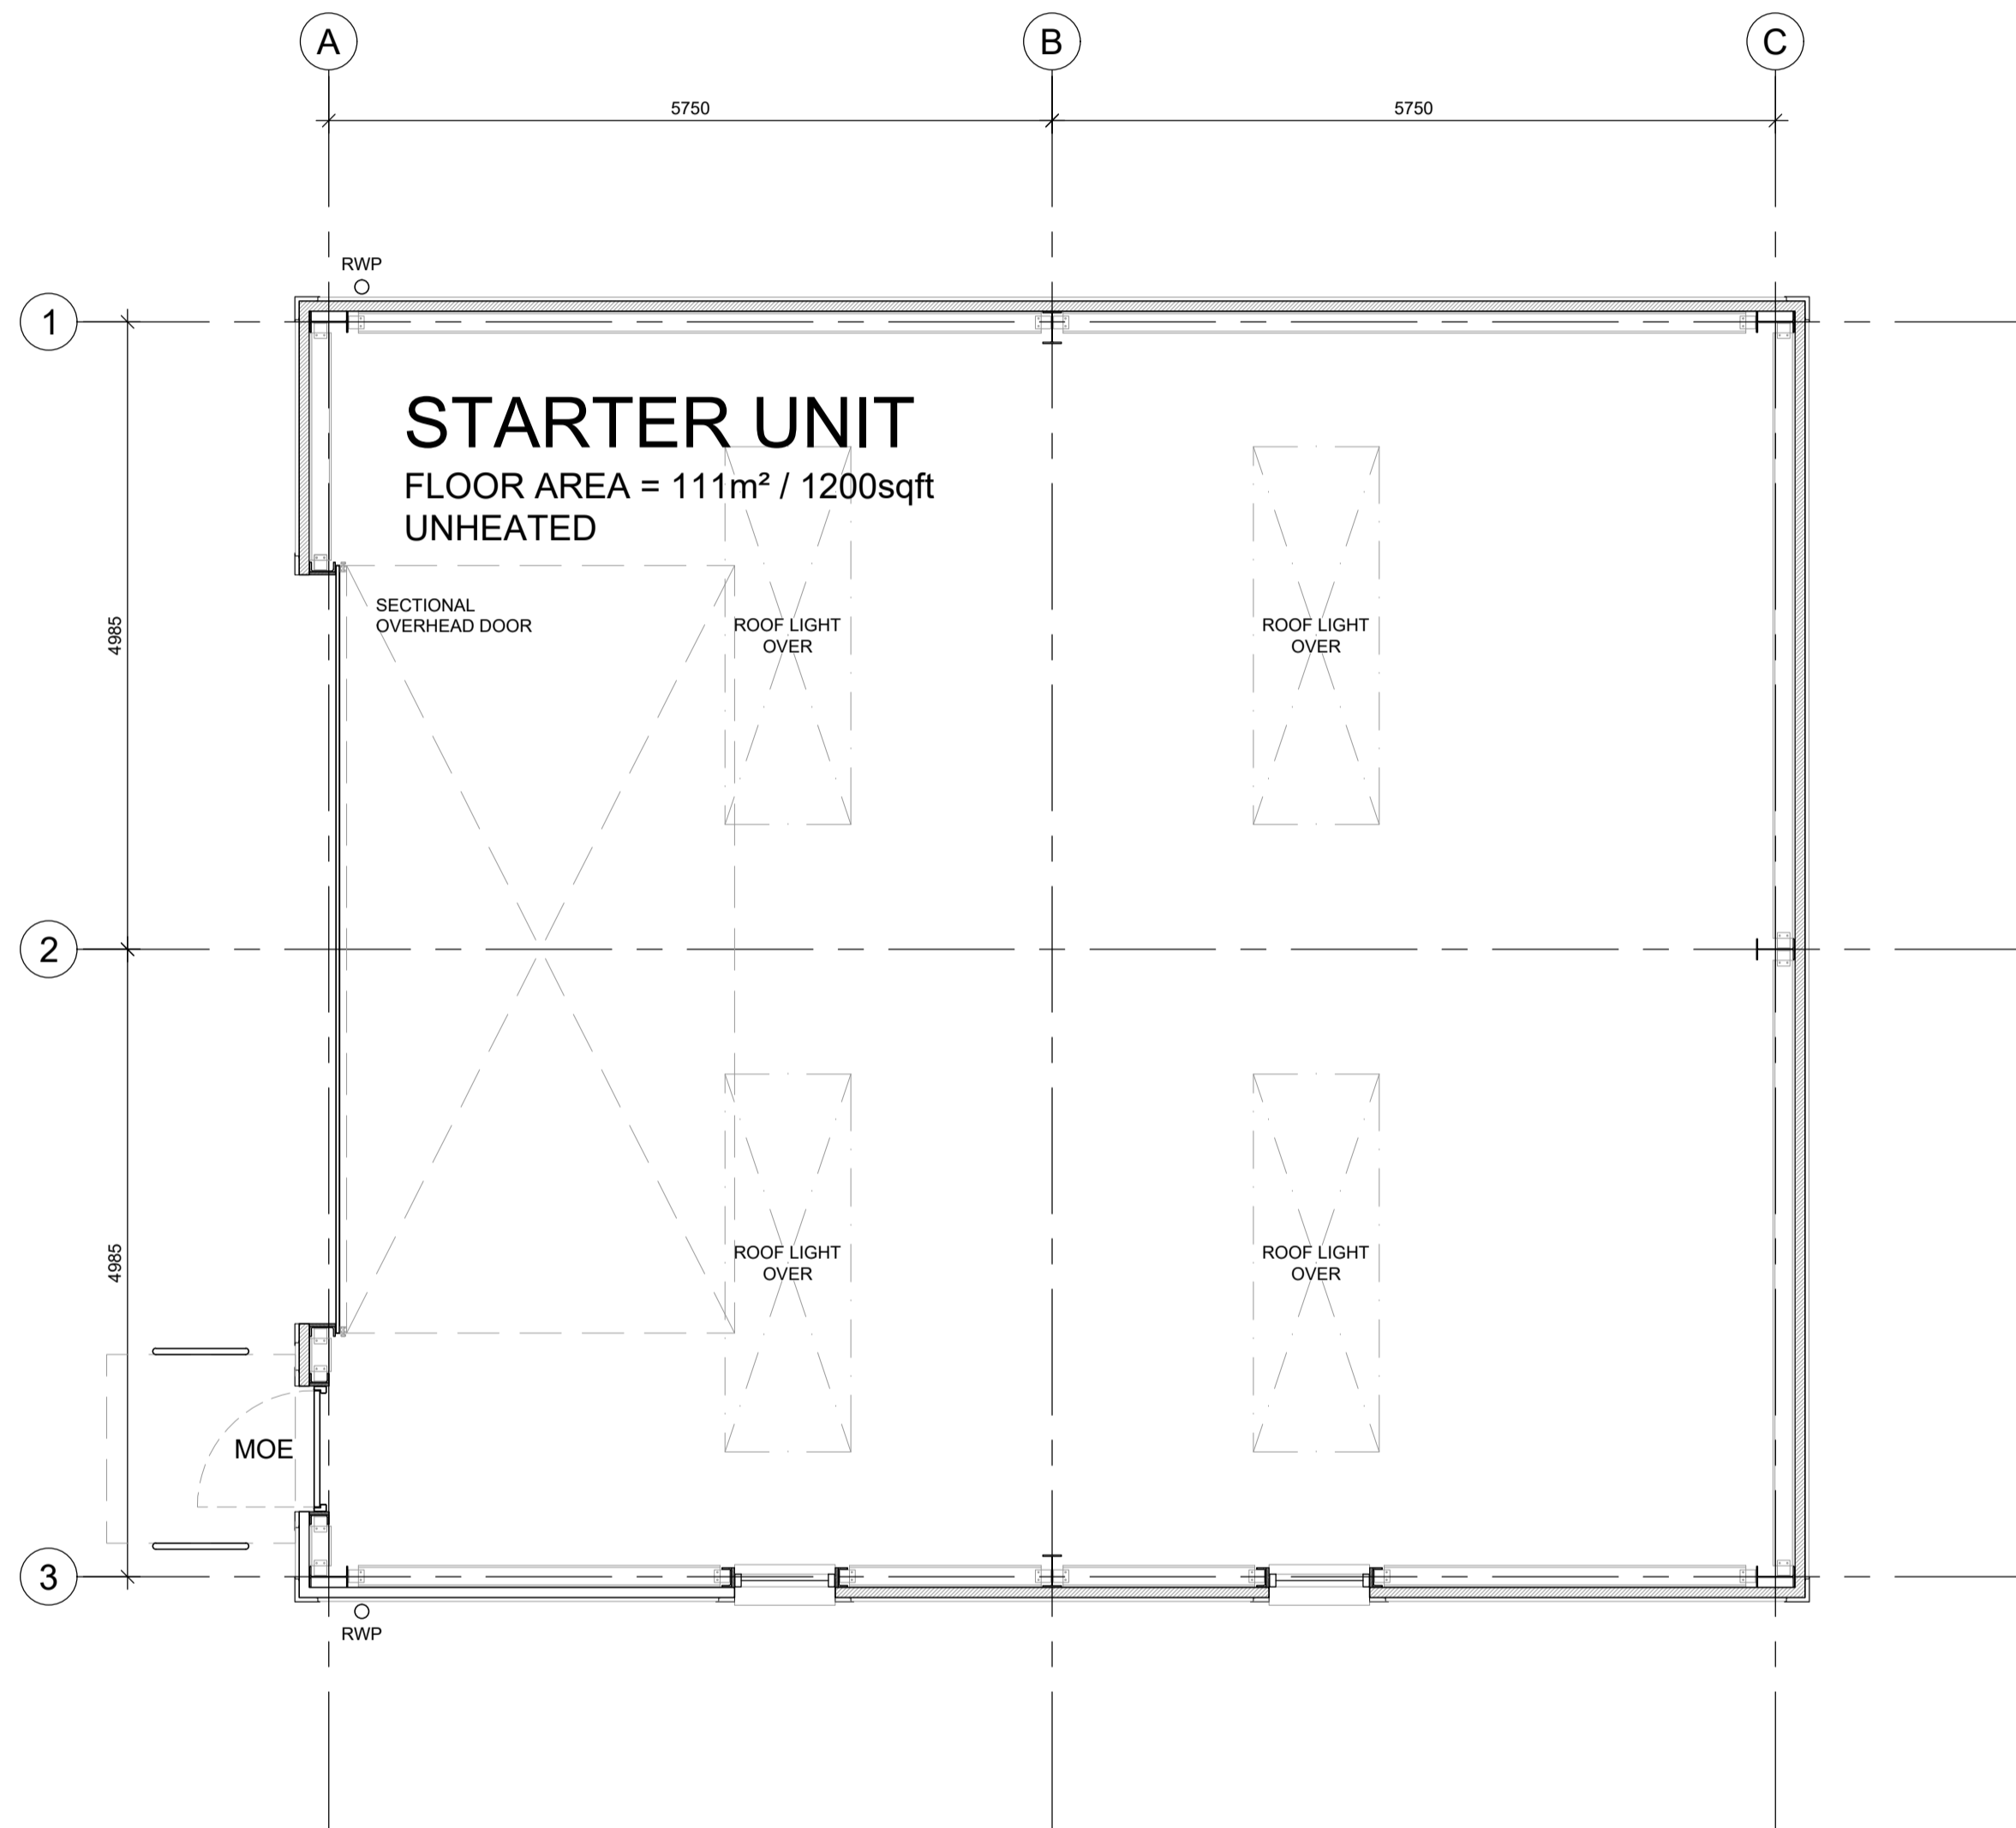 A
B
C
5750
5750
RWP
1
STARTER UNIT
FLOOR AREA = 111m² / 1200sqft
UNHEATED
SECTIONAL
OVERHEAD DOOR
ROOF LIGHT
OVER
ROOF LIGHT
OVER
4985
2
4985
ROOF LIGHT
OVER
ROOF LIGHT
OVER
MOE
3
RWP